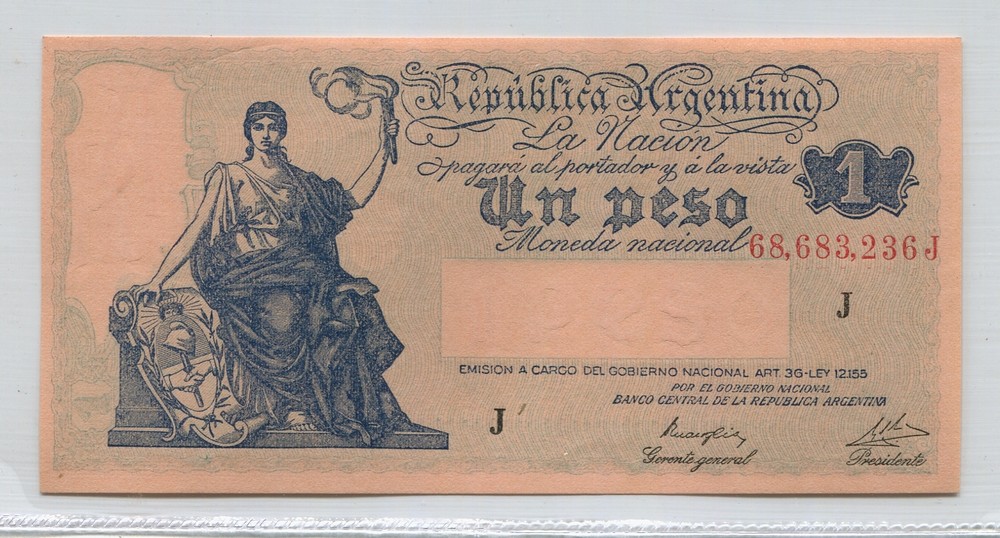 República Argentina
La Nación
pagará al portador y á la vista
1
Un peso
Moneda nacional
68,683,236 J
J
EMISION A CARGO DEL GOBIERNO NACIONAL ART. 36-LEY 12.155
POR EL GOBIERNO NACIONAL
BANCO CENTRAL DE LA REPUBLICA ARGENTINA
J
Gerente general
Presidente